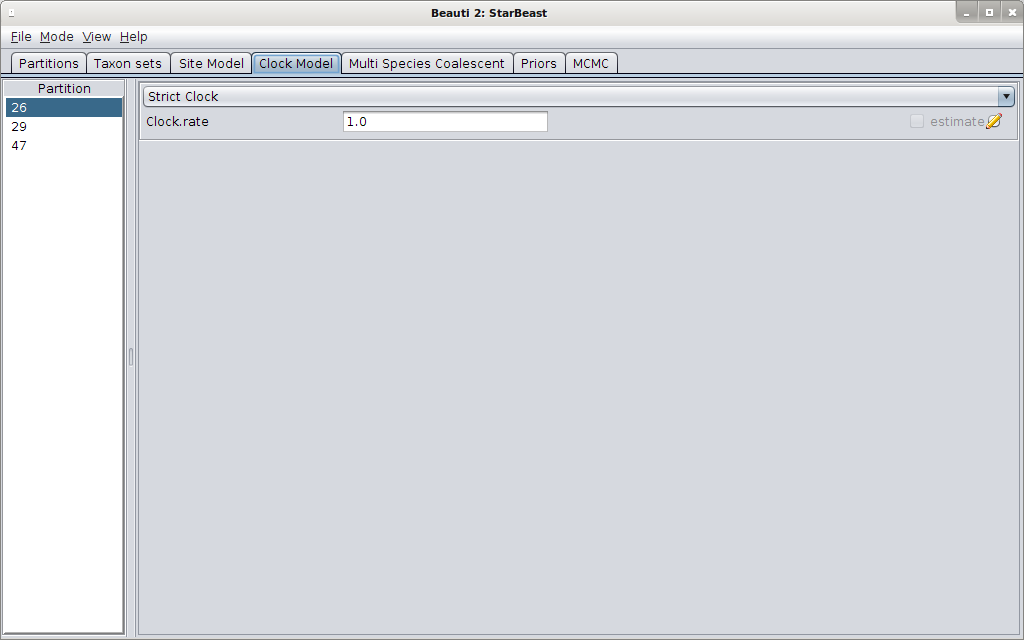 Beauti 2: StarBeast
File Mode View Help
Partitions Taxon sets Site Model Clock Model Multi Species Coalescent Priors MCMC
Partition
26
29
47
Strict Clock
Clock.rate 1.0 estimate